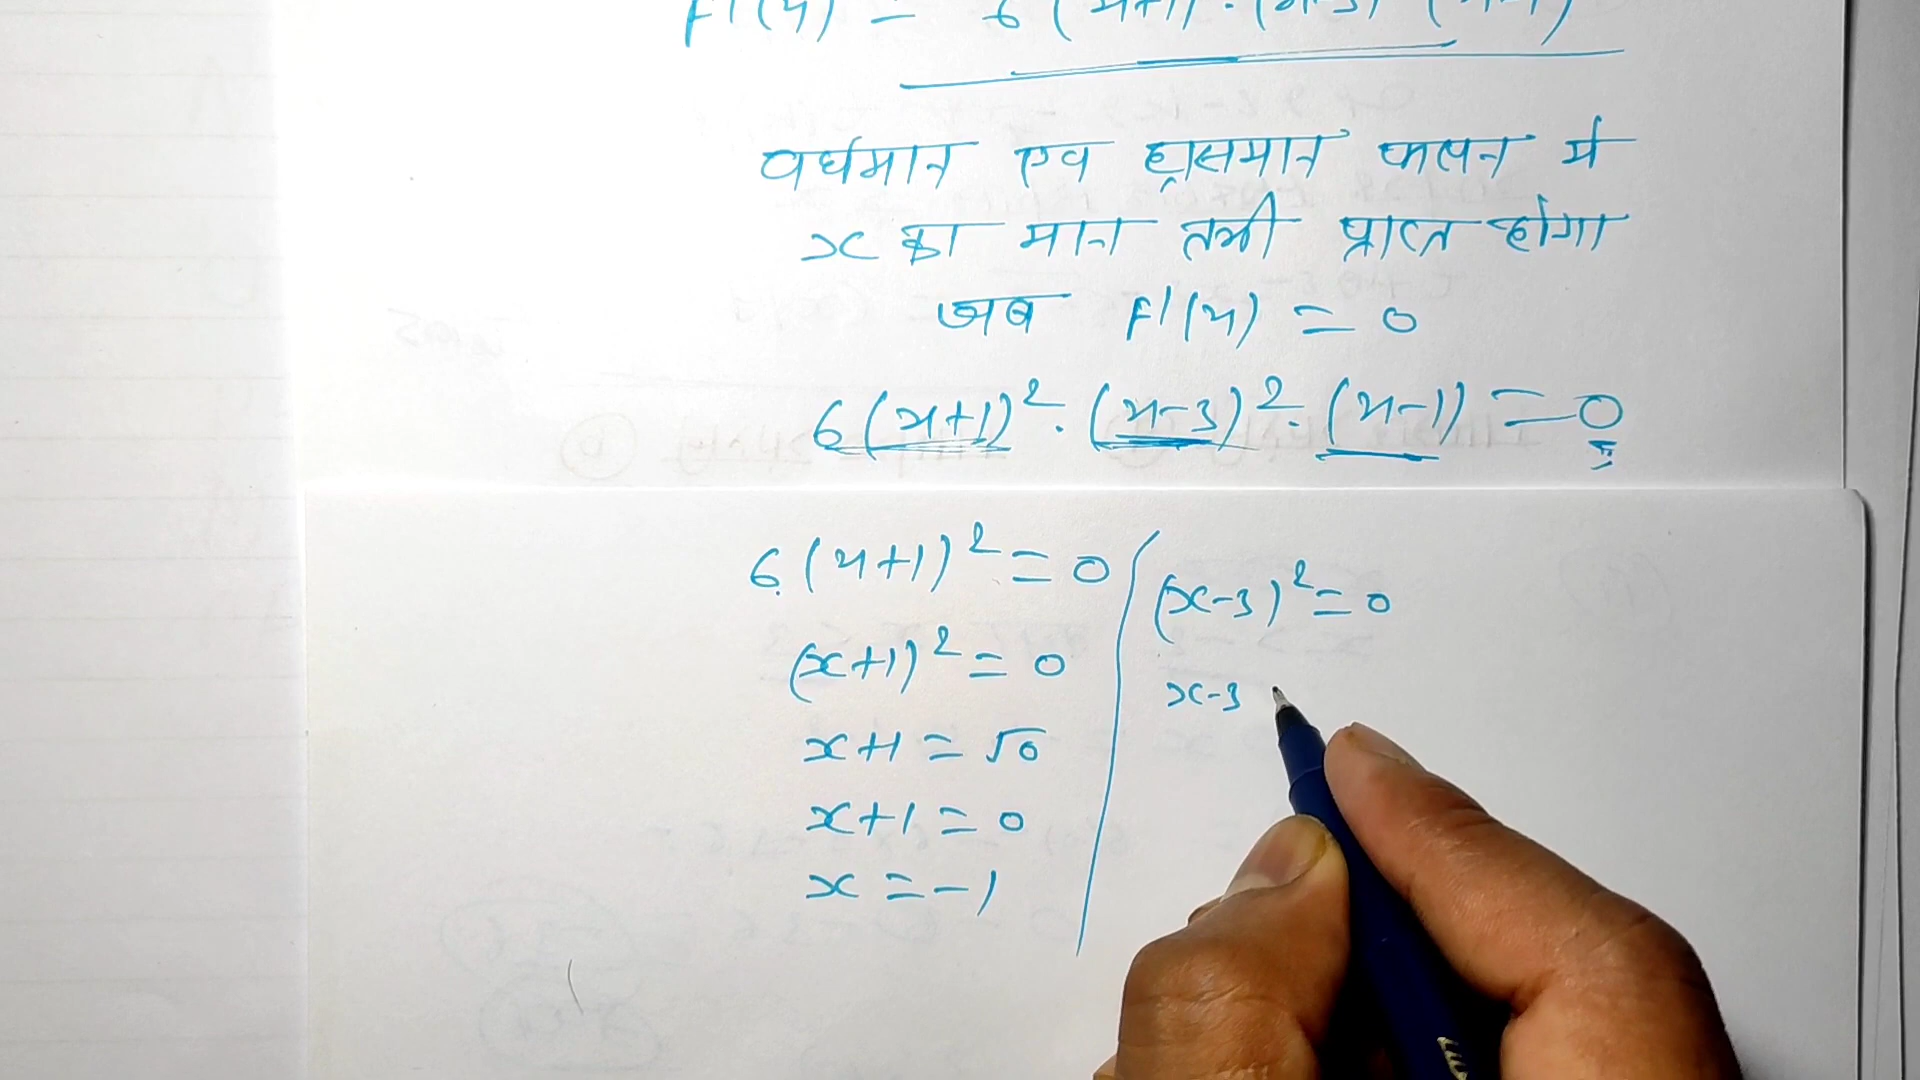 वर्धमान एव ह्रासमान फलन मे
x का मान तभी प्राप्त होगा
जब F'(x) = 0
6(x+1)² · (x-3)² · (x-1) = 0
6(x+1)² = 0
(x+1)² = 0
x+1 = √0
x+1 = 0
x = -1
(x-3)² = 0
x-3